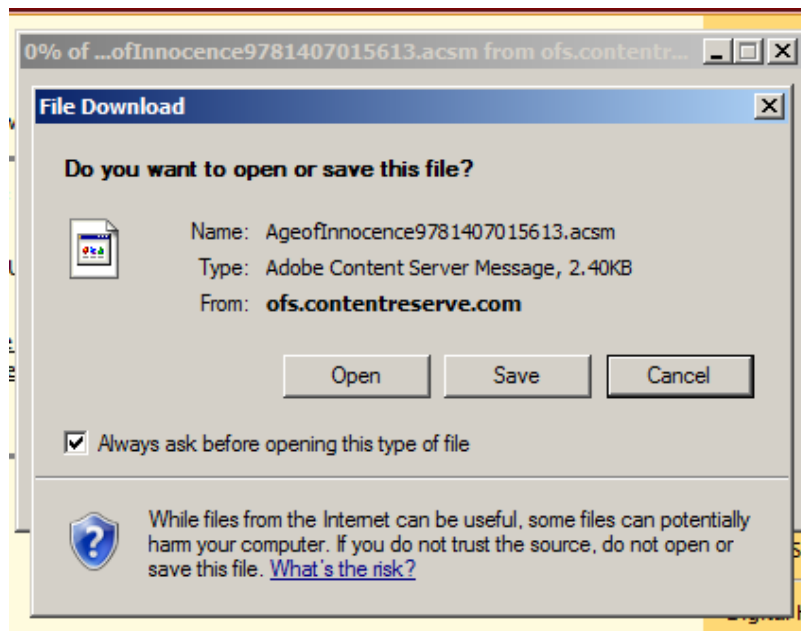 0% of ...ofInnocence9781407015613.acsm from ofs.contentr...
File Download
Do you want to open or save this file?
Name: AgeofInnocence9781407015613.acsm
Type: Adobe Content Server Message, 2.40KB
From: ofs.contentreserve.com
Open Save Cancel
Always ask before opening this type of file
While files from the Internet can be useful, some files can potentially
harm your computer. If you do not trust the source, do not open or
save this file. What's the risk?